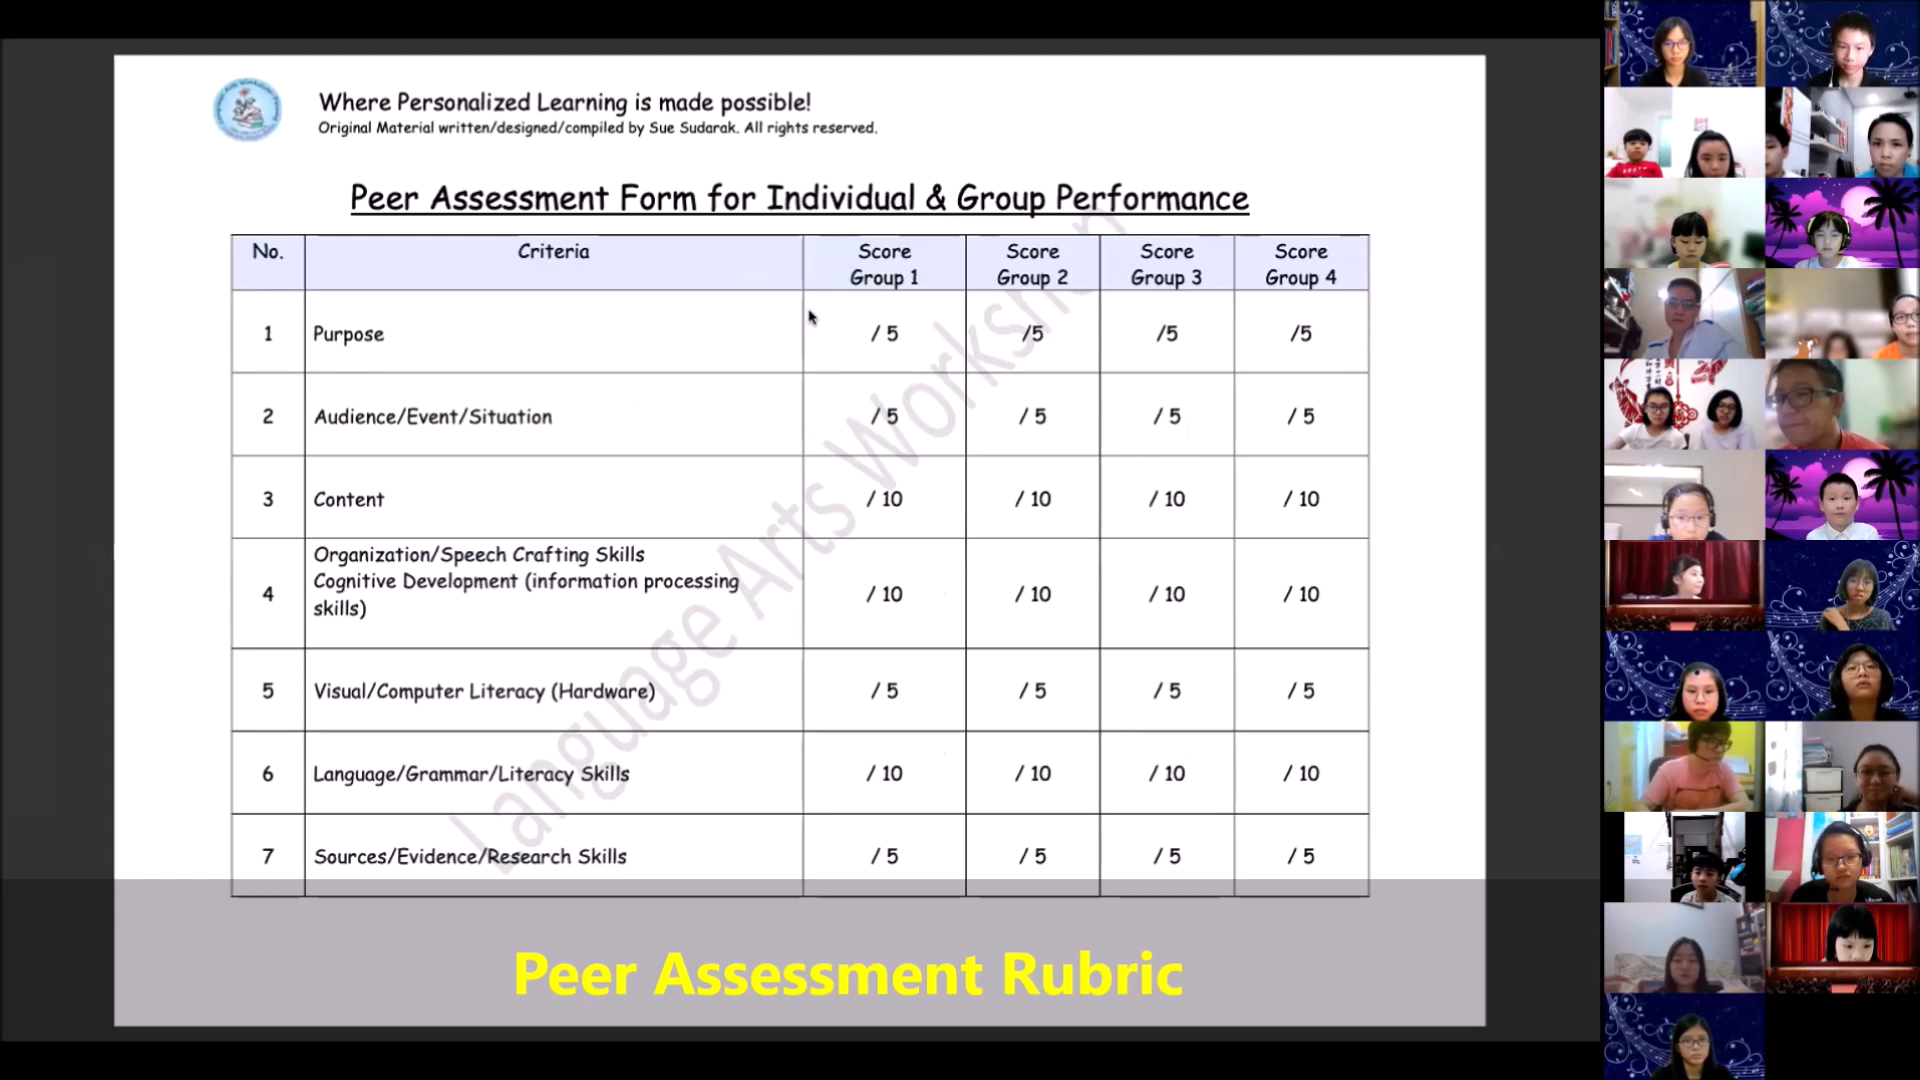 Where Personalized Learning is made possible!
Original Material written/designed/compiled by Sue Sudarak. All rights reserved.
Peer Assessment Form for Individual & Group Performance
No. Criteria Score Group 1 Score Group 2 Score Group 3 Score Group 4
1 Purpose / 5 /5 /5 /5
2 Audience/Event/Situation / 5 / 5 / 5 / 5
3 Content / 10 / 10 / 10 / 10
4 Organization/Speech Crafting Skills
Cognitive Development (information processing
skills) / 10 / 10 / 10 / 10
5 Visual/Computer Literacy (Hardware) / 5 / 5 / 5 / 5
6 Language/Grammar/Literacy Skills / 10 / 10 / 10 / 10
7 Sources/Evidence/Research Skills / 5 / 5 / 5 / 5
Language Arts Workshop
Peer Assessment Rubric